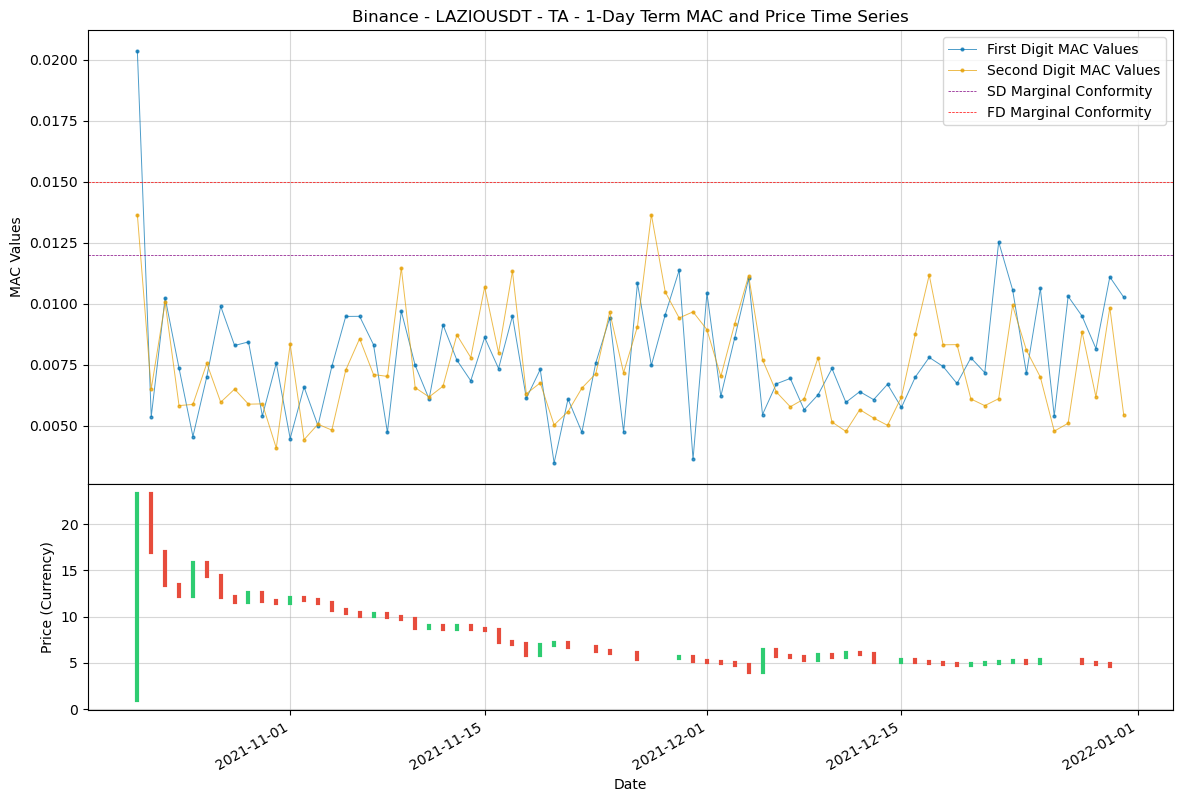 Binance - LAZIOUSDT - TA - 1-Day Term MAC and Price Time Series
First Digit MAC Values
Second Digit MAC Values
SD Marginal Conformity
FD Marginal Conformity
MAC Values
0.0200
0.0175
0.0150
0.0125
0.0100
0.0075
0.0050
Price (Currency)
20
15
10
5
0
2021-11-01
2021-11-15
2021-12-01
2021-12-15
2022-01-01
Date